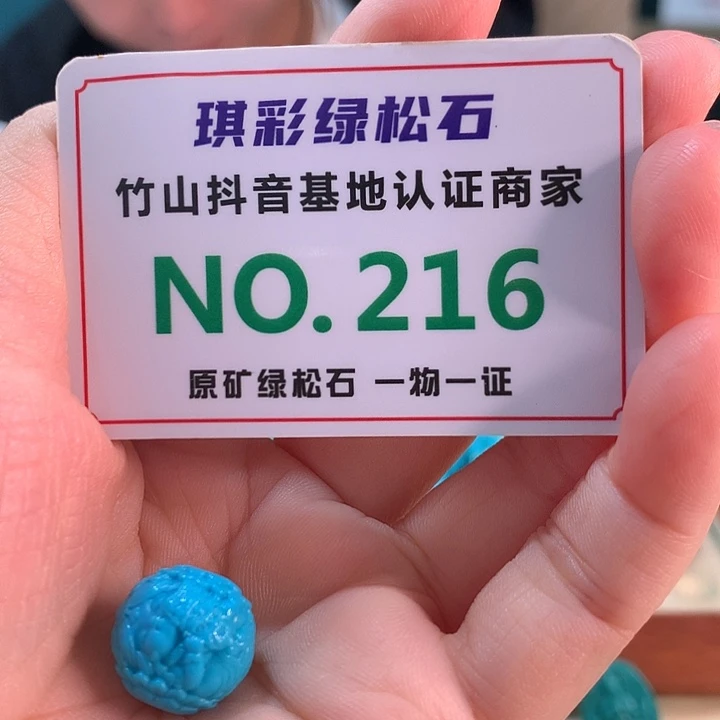 琪彩绿松石
竹山抖音基地认证商家
NO. 216
原矿绿松石 一物一证